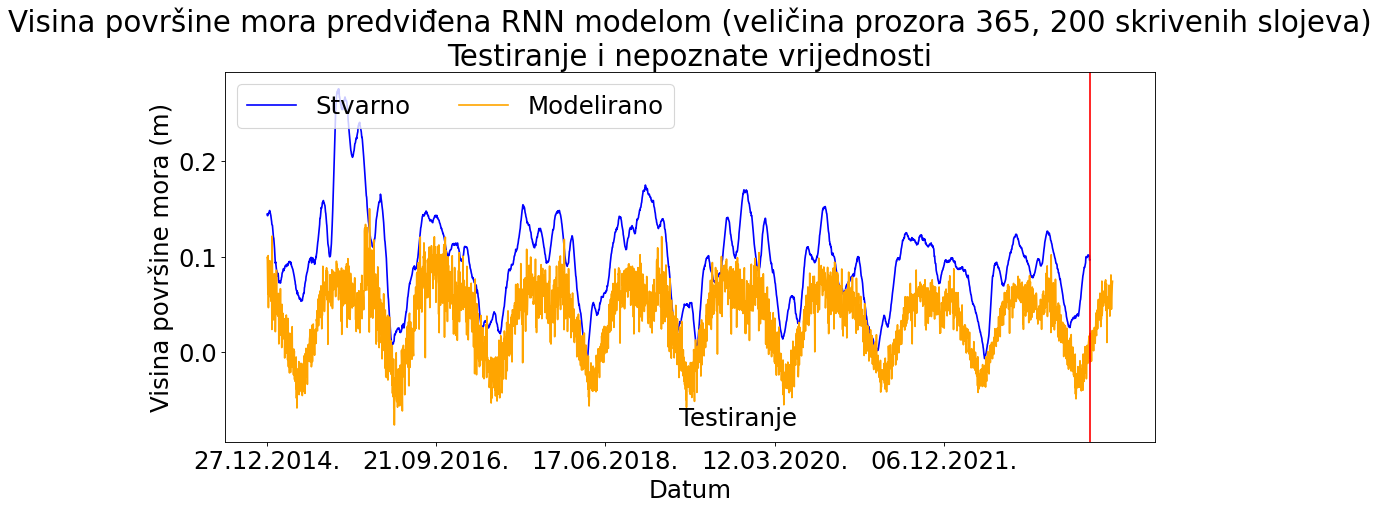 Visina površine mora predviđena RNN modelom (veličina prozora 365, 200 skrivenih slojeva)
Testiranje i nepoznate vrijednosti
Stvarno Modelirano
Visina površine mora (m)
0.2
0.1
0.0
Testiranje
27.12.2014. 21.09.2016. 17.06.2018. 12.03.2020. 06.12.2021.
Datum